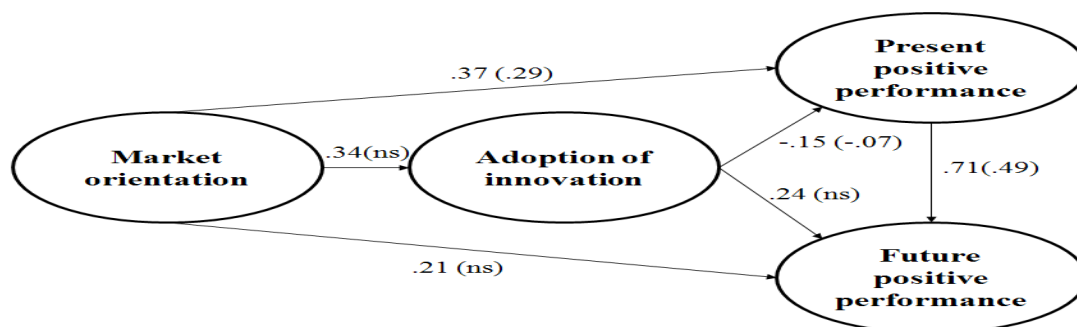 Present
positive
performance
.37 (.29)
Market
orientation
.34(ns)
Adoption of
innovation
-.15 (-.07)
.71(.49)
.24 (ns)
.21 (ns)
Future
positive
performance